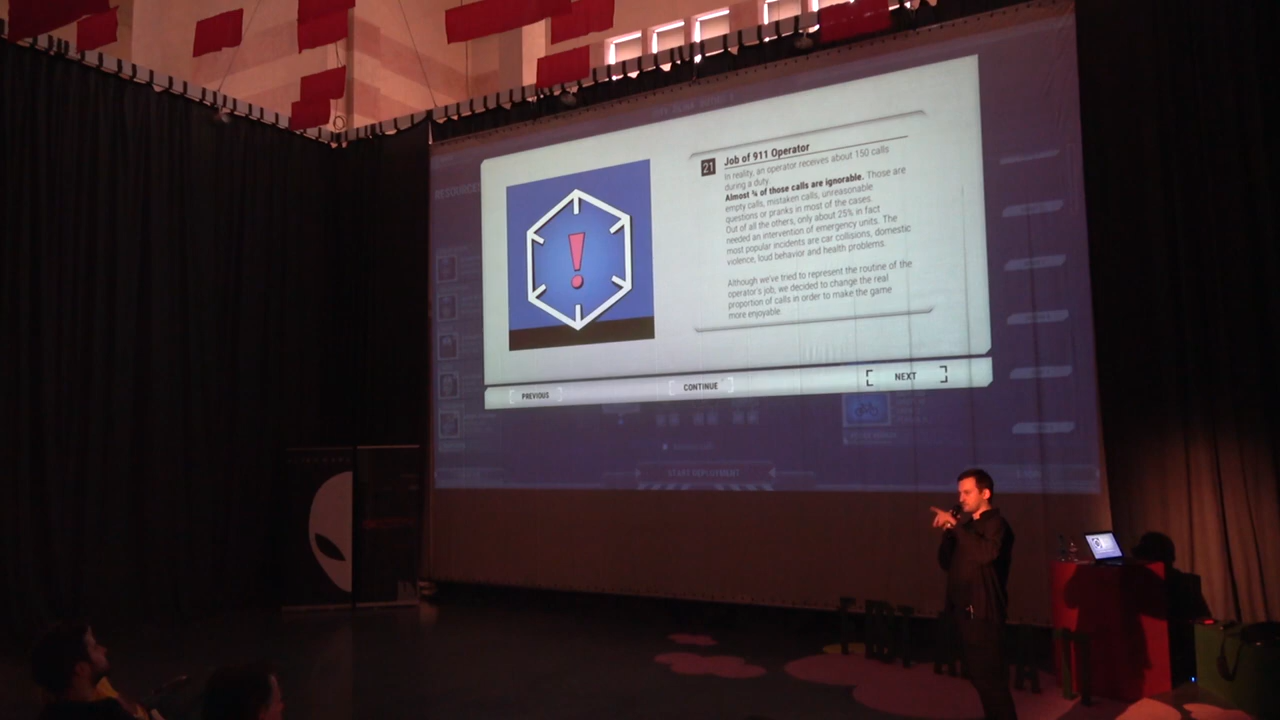 RESOURCES
21
Job of 911 Operator
In reality, an operator receives about 150 calls
during a duty.
Almost ¾ of those calls are ignorable. Those are
empty calls, mistaken calls, unreasonable
questions or pranks in most of the cases.
Out of all the others, only about 25% in fact
needed an intervention of emergency units. The
most popular incidents are car collisions, domestic
violence, loud behavior and health problems.
Although we've tried to represent the routine of the
operator's job, we decided to change the real
proportion of calls in order to make the game
more enjoyable.
PREVIOUS
CONTINUE
NEXT
START DEPLOYMENT